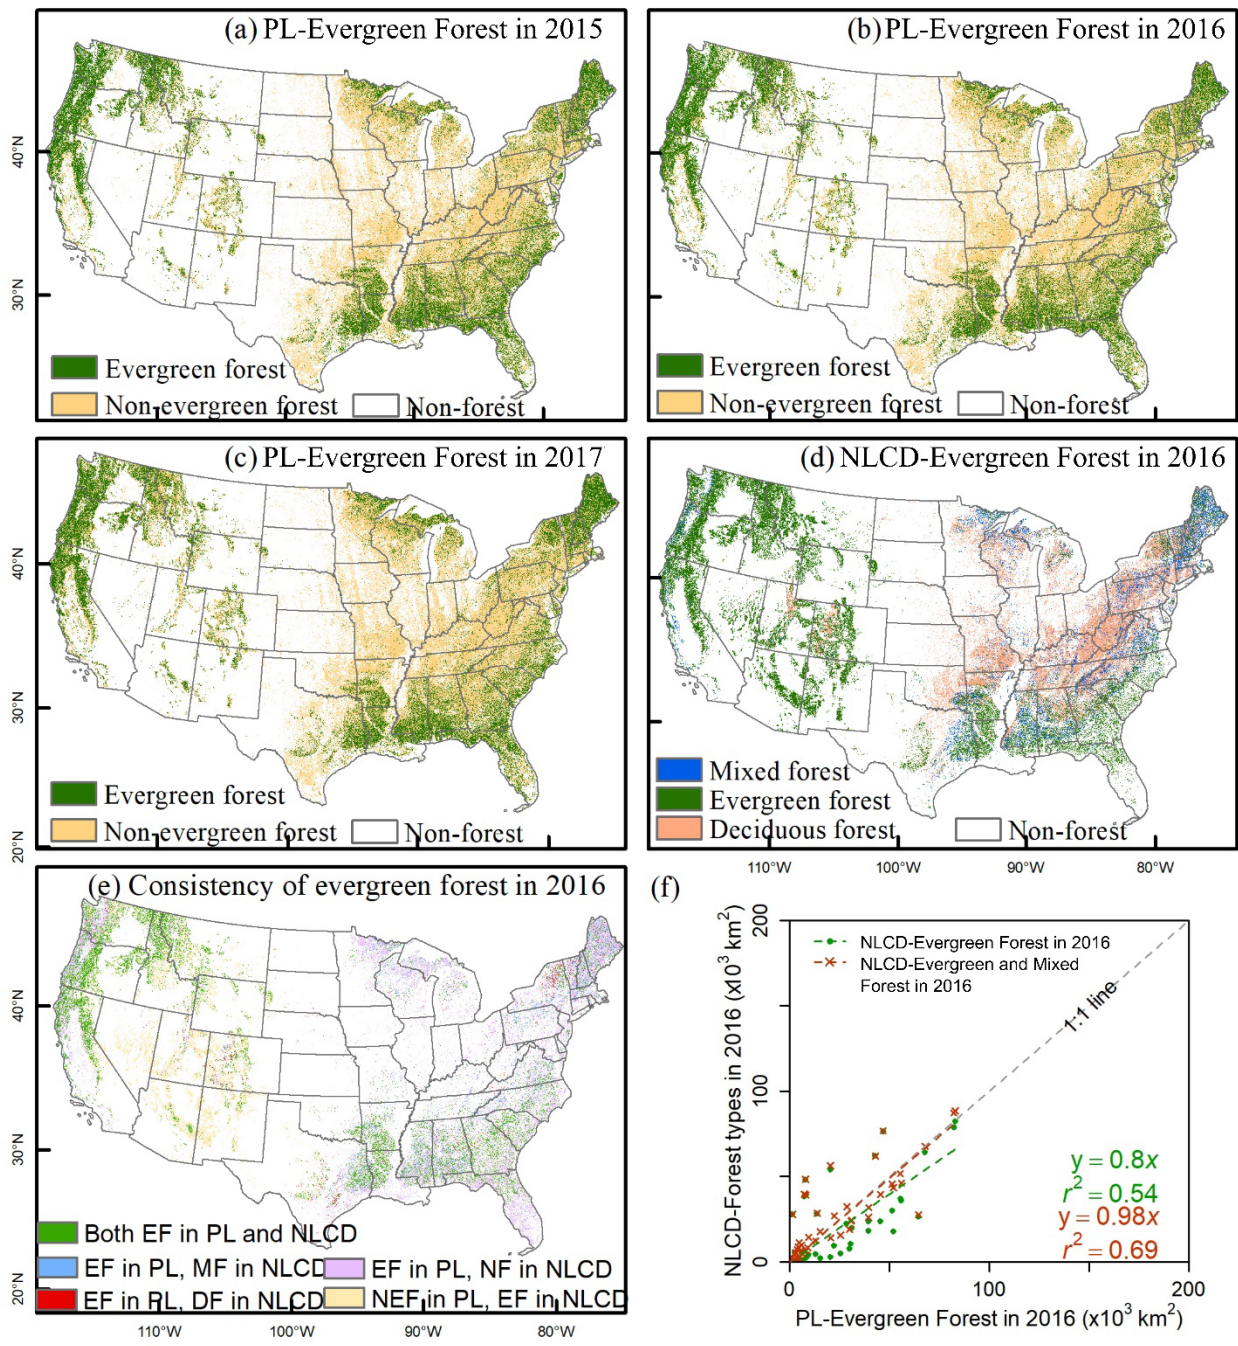 (a) PL-Evergreen Forest in 2015
40°N
30°N
Evergreen forest
Non-evergreen forest
Non-forest
(b) PL-Evergreen Forest in 2016
Evergreen forest
Non-evergreen forest
Non-forest
(c) PL-Evergreen Forest in 2017
40°N
30°N
20°N
Evergreen forest
Non-evergreen forest
Non-forest
(d) NLCD-Evergreen Forest in 2016
Mixed forest
Evergreen forest
Deciduous forest
Non-forest
110°W 100°W 90°W 80°W
(e) Consistency of evergreen forest in 2016
40°N
30°N
20°N
Both EF in PL and NLCD
EF in PL, MF in NLCD
EF in PL, NF in NLCD
EF in PL, DF in NLCD
NEF in PL, EF in NLCD
110°W 100°W 90°W 80°W
(f)
NLCD-Forest types in 2016 (x10³ km²)
200
100
0
NLCD-Evergreen Forest in 2016
NLCD-Evergreen and Mixed
Forest in 2016
1:1 line
y = 0.8x
r² = 0.54
y = 0.98x
r² = 0.69
0 100 200
PL-Evergreen Forest in 2016 (x10³ km²)